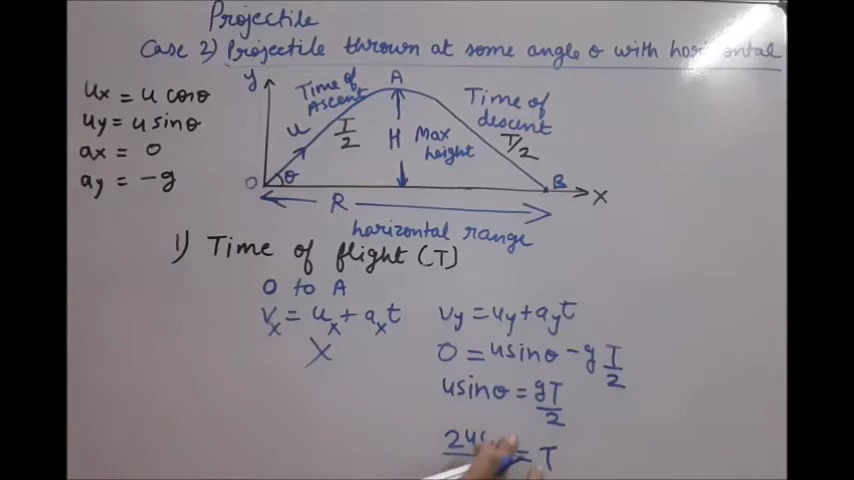 Projectile
Case 2) Projectile thrown at some angle θ with horizontal
ux = u cosθ
uy = u sinθ
ax = 0
ay = -g
y
Time of Ascent
T/2
A
Time of descent
T/2
u
H Max height
O
θ
B
X
R
horizontal range
1) Time of flight (T)
O to A
Vx = ux + axt
X
Vy = uy + ayt
0 = usinθ - g T/2
usinθ = gT/2
= T